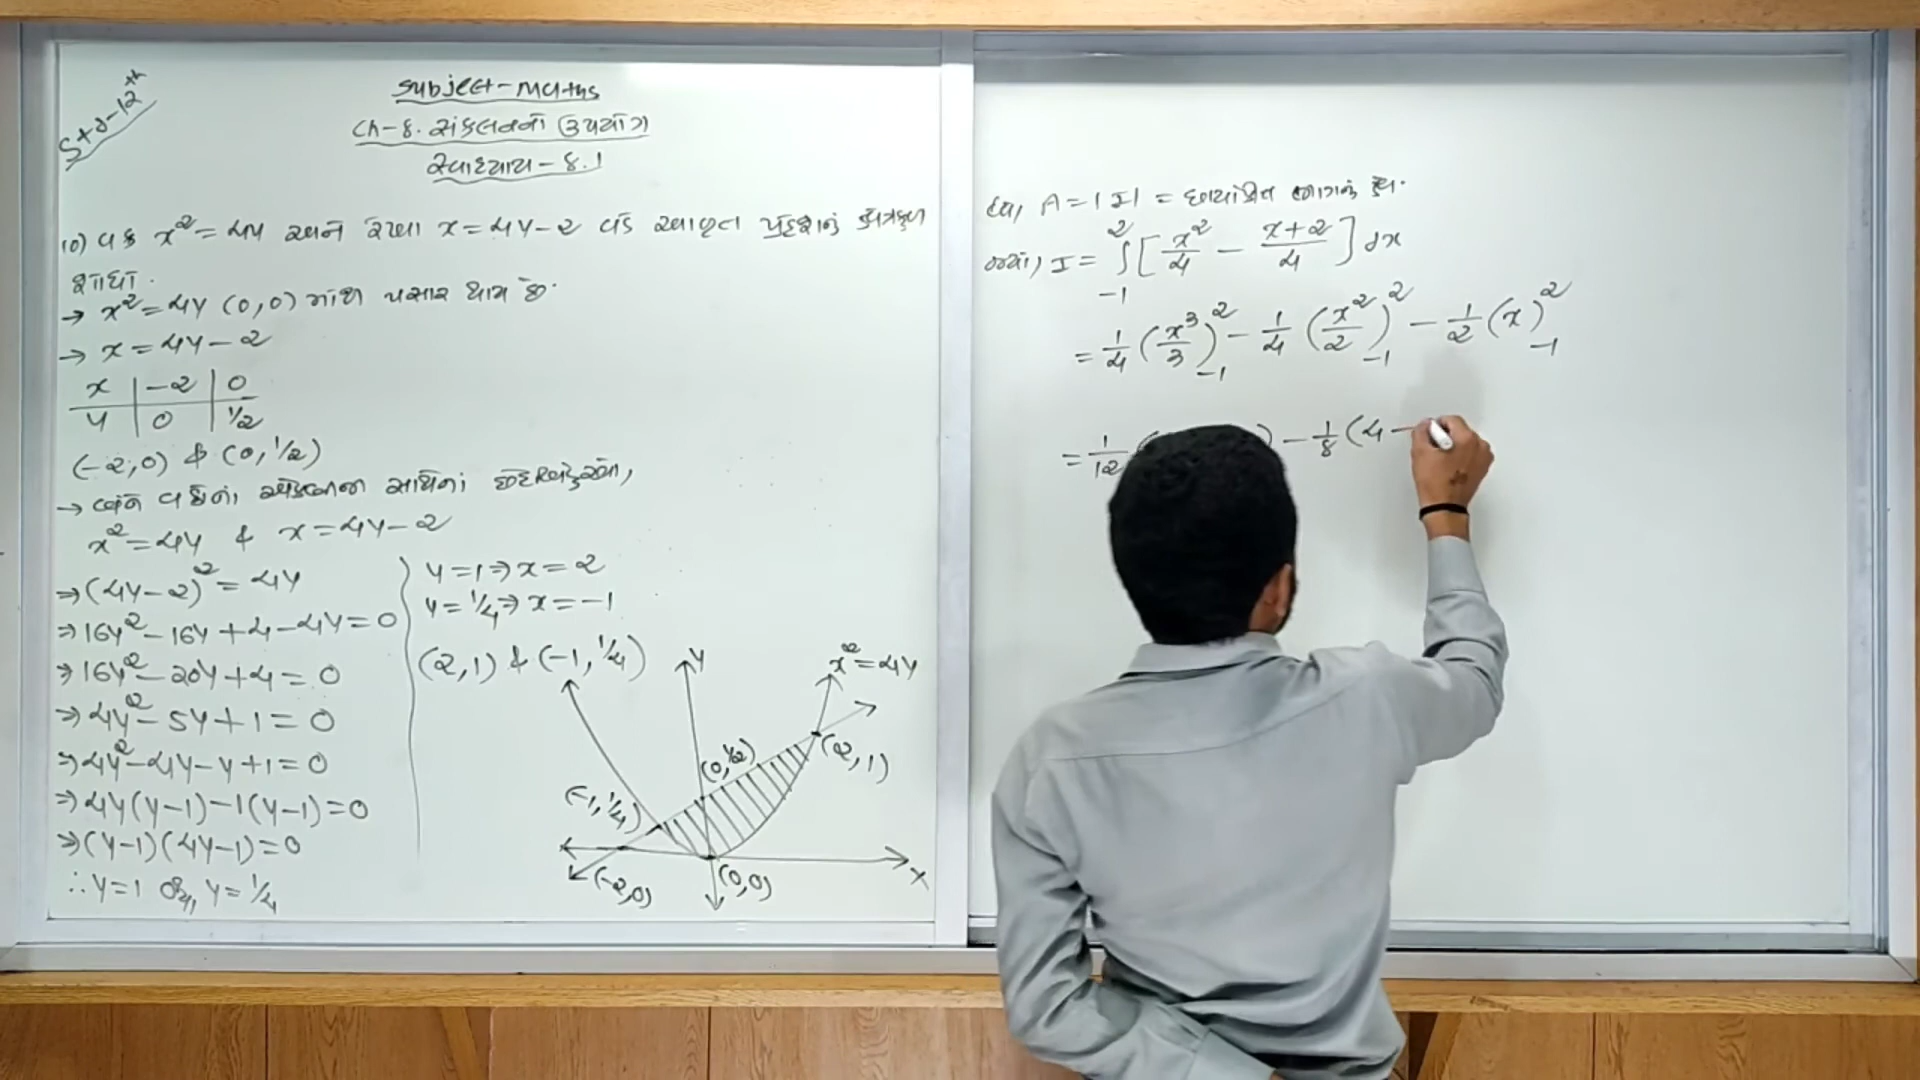 Std-12th
Subject-Maths
Ch-8. સંકલનનો ઉપયોગ
સ્વાધ્યાય-8.1
10) વક્ર x²=4y અને રેખા x=4y-2 વડે આવૃત્ત પ્રદેશનું ક્ષેત્રફળ
શોધો.
→ x²=4y (0,0) માંથી પસાર થાય છે.
→ x=4y-2
x | -2 | 0
y | 0 | 1/2
(-2,0) & (0,1/2)
→ બંને વક્રોના એકબીજા સાથેનાં
x²=4y & x=4y-2
⇒(4y-2)²=4y
⇒16y²-16y+4-4y=0
⇒16y²-20y+4=0
⇒4y²-5y+1=0
⇒4y²-4y-y+1=0
⇒4y(y-1)-1(y-1)=0
⇒(y-1)(4y-1)=0
∴y=1 or, y=1/4
y=1⇒x=2
y=1/4⇒x=-1
(2,1) & (-1,1/4)
y
x²=4y
(0,1/2)
(2,1)
(-1,1/4)
(-2,0)
(0,0)
x
હવે, A=|I| = છાયાંકિત ભાગનું ક્ષે.
જ્યાં, I = ∫₋₁² [x²/4 - (x+2)/4] dx
= 1/4 (x³/3)₋₁² - 1/4 (x²/2)₋₁² - 1/2 (x)₋₁²
= 1/12 ( ) - 1/8 (4 -